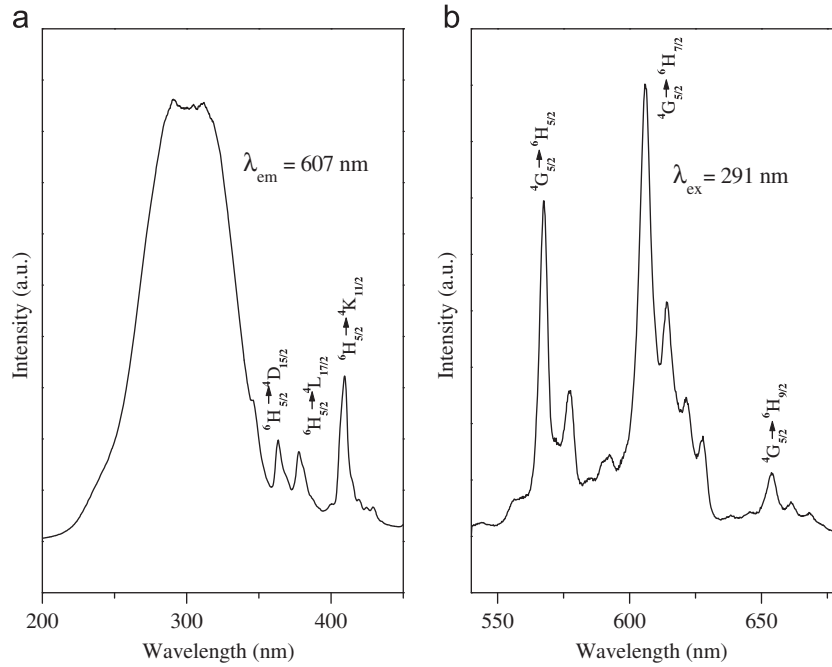 a
λem = 607 nm
⁶H5/2 → ⁴D15/2
⁶H5/2 → ⁴L17/2
⁶H5/2 → ⁴K11/2
Intensity (a.u.)
200
300
400
Wavelength (nm)
b
⁴G5/2 → ⁶H5/2
⁴G5/2 → ⁶H7/2
λex = 291 nm
⁴G5/2 → ⁶H9/2
Intensity (a.u.)
550
600
650
Wavelength (nm)